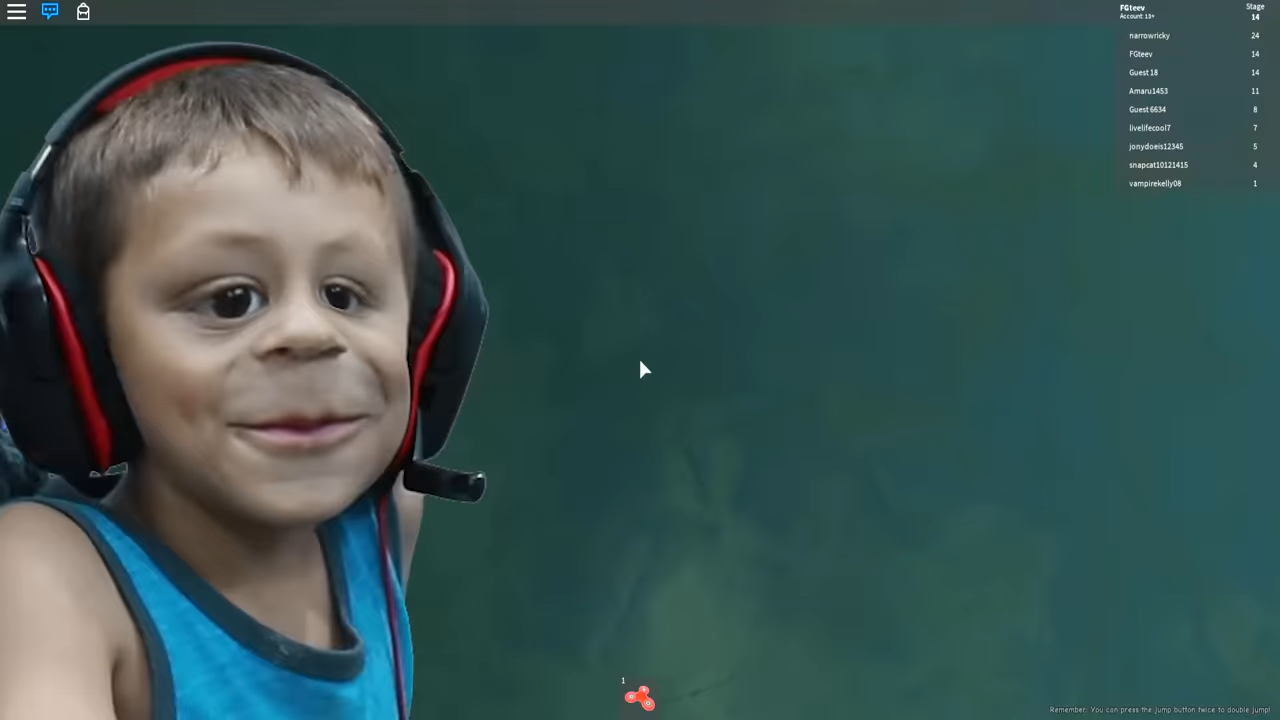 FGteev
Account: 13+
Stage
14
narrowricky 24
FGteev 14
Guest 18 14
Amaru1453 11
Guest 6634 8
livelifecool7 7
jonydoeis12345 5
snapcat10121415 4
vampirekelly08 1
1
Remember: You can press the jump button twice to double jump!